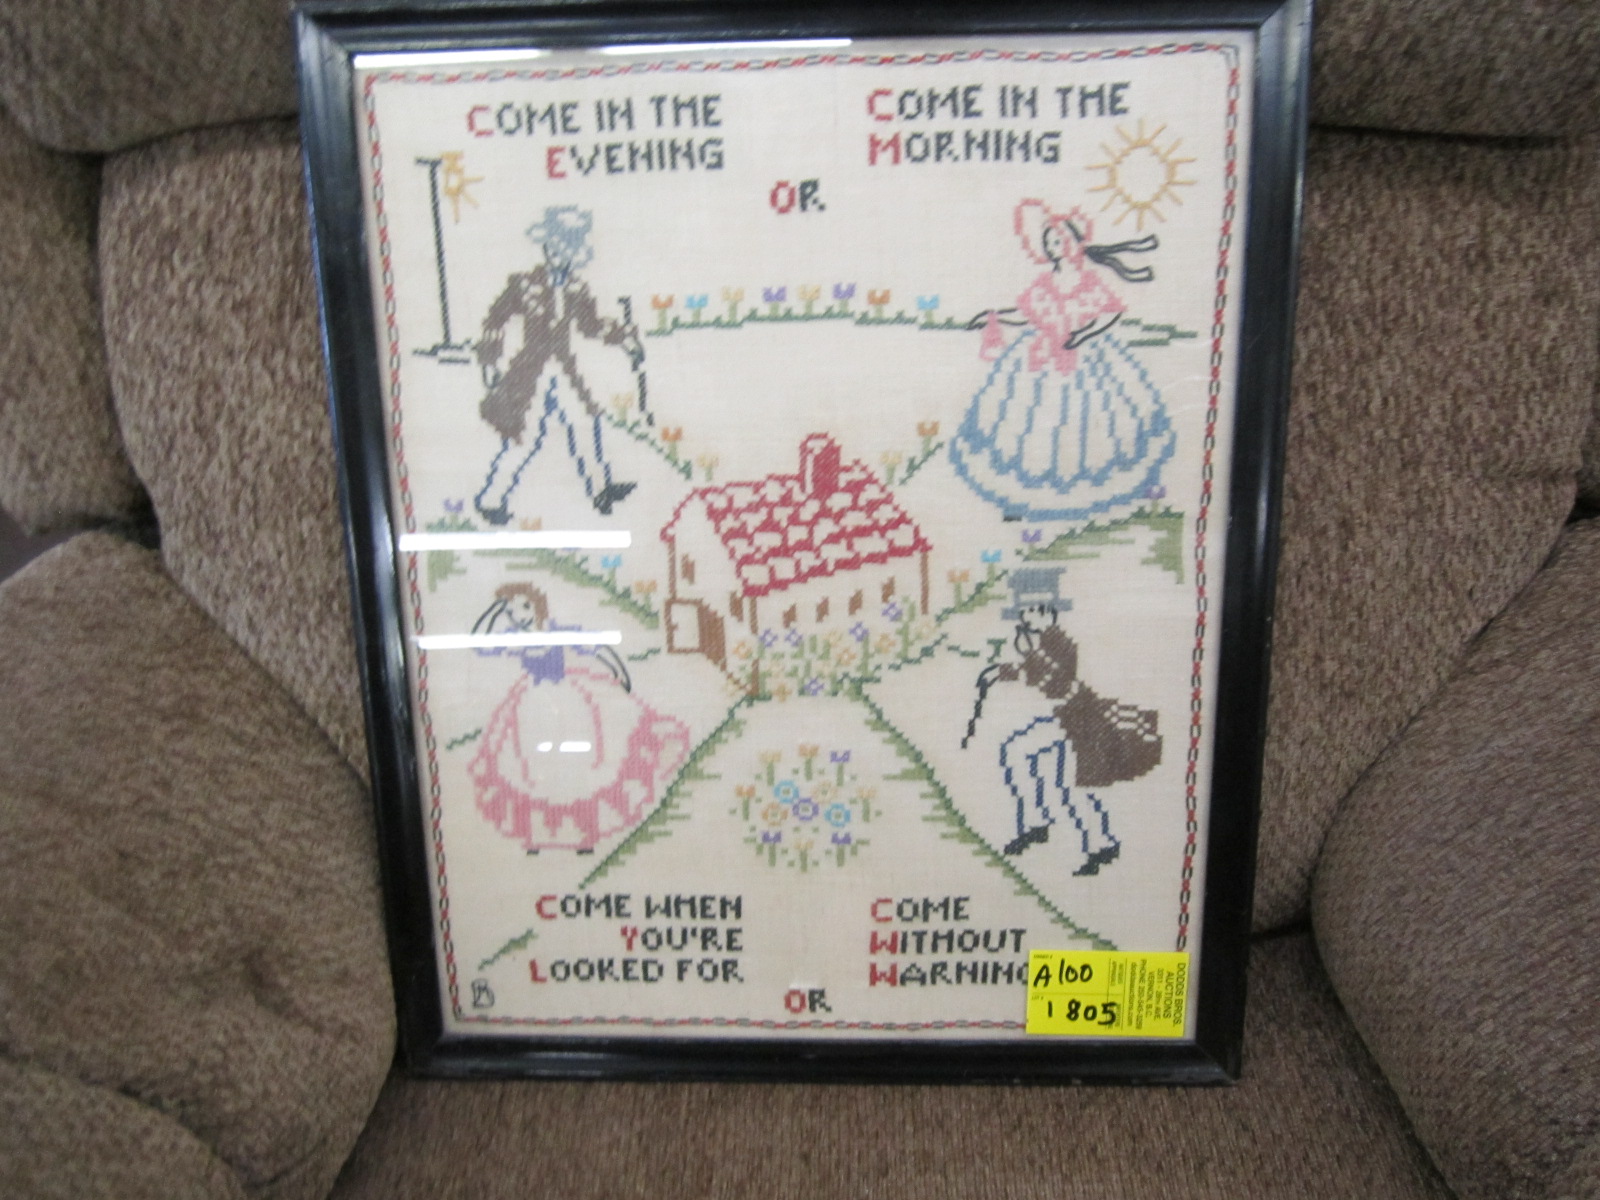 COME IN THE
EVENING
OR
COME IN THE
MORNING
COME WHEN
YOU'RE
LOOKED FOR
OR
COME
WITHOUT
WARNING
A100
1805
DODDS BROS.
AUCTIONS
VERNON, B.C.